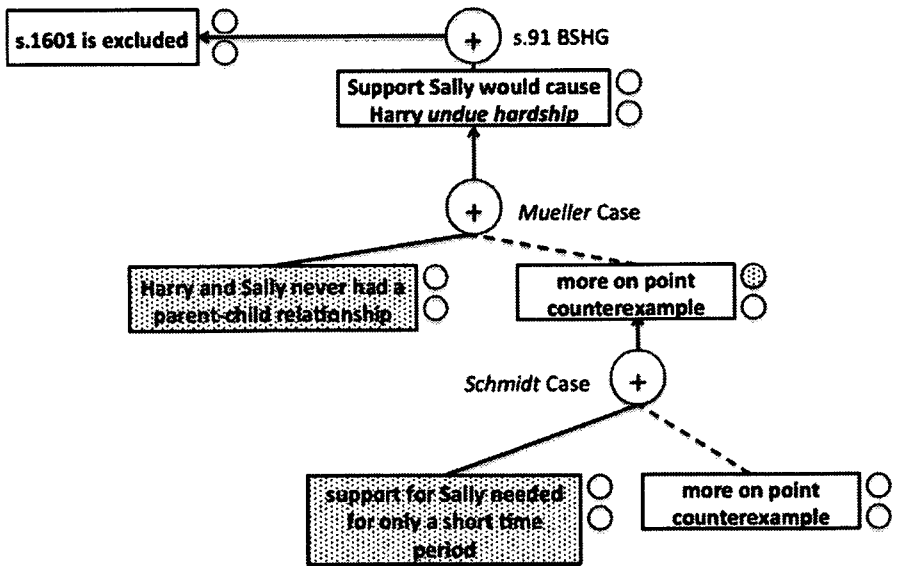 s.1601 is excluded
+
s.91 BSHG
Support Sally would cause
Harry undue hardship
+
Mueller Case
Harry and Sally never had a
parent-child relationship
more on point
counterexample
+
Schmidt Case
support for Sally needed
for only a short time
period
more on point
counterexample